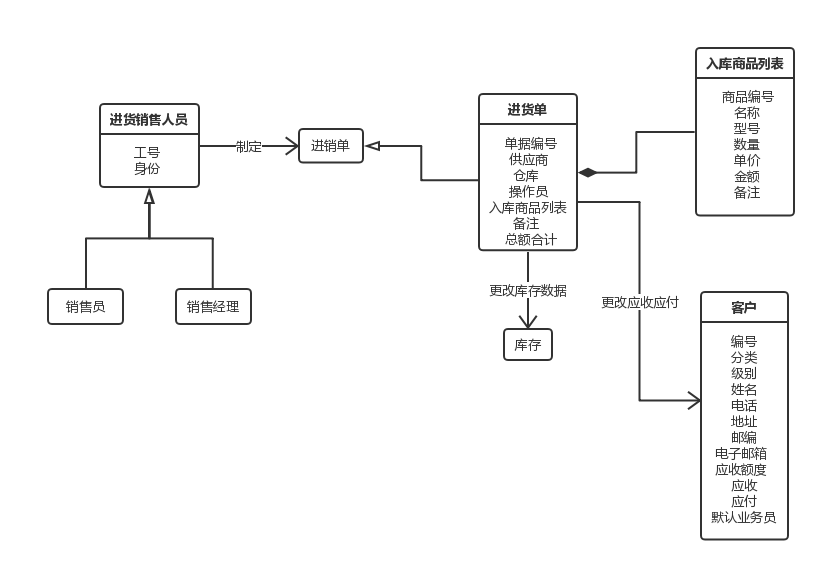 进货销售人员
工号
身份
制定
进销单
销售员
销售经理
进货单
单据编号
供应商
仓库
操作员
入库商品列表
备注
总额合计
更改库存数据
库存
入库商品列表
商品编号
名称
型号
数量
单价
金额
备注
更改应收应付
客户
编号
分类
级别
姓名
电话
地址
邮编
电子邮箱
应收额度
应收
应付
默认业务员